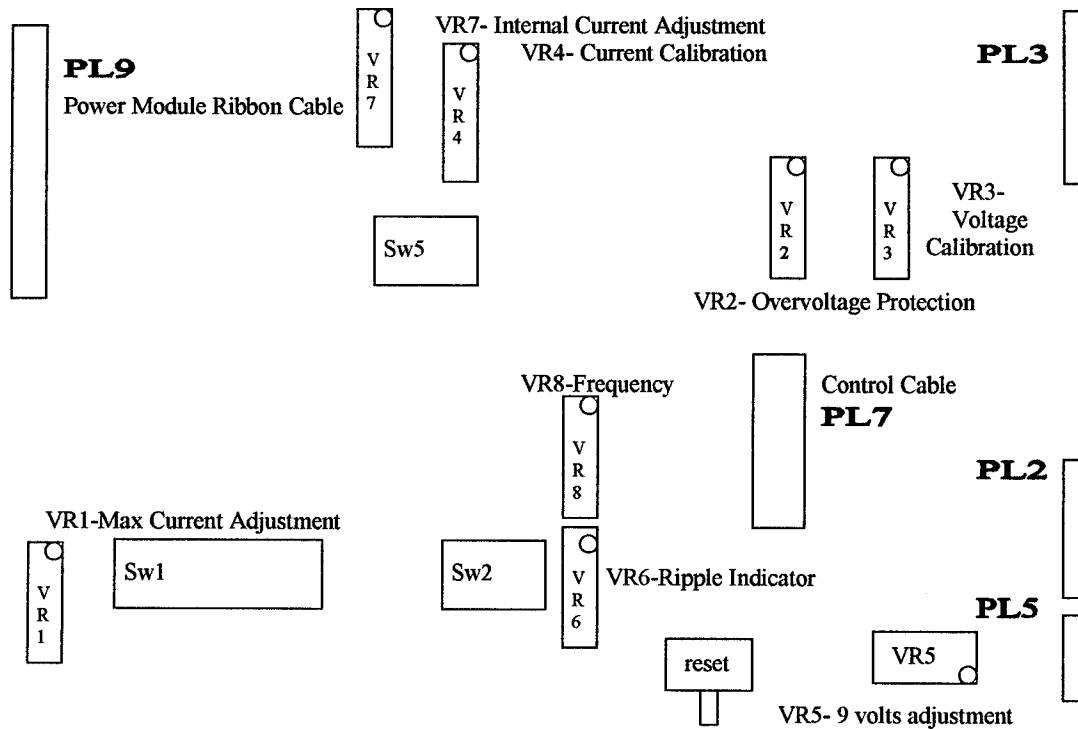 VR7- Internal Current Adjustment
VR4- Current Calibration
PL9
Power Module Ribbon Cable
V
R
7
V
R
4
PL3
Sw5
V
R
2
V
R
3
VR3-
Voltage
Calibration
VR2- Overvoltage Protection
VR8-Frequency
V
R
8
Control Cable
PL7
PL2
VR1-Max Current Adjustment
V
R
1
Sw1
Sw2
V
R
6
VR6-Ripple Indicator
PL5
reset
VR5
VR5- 9 volts adjustment